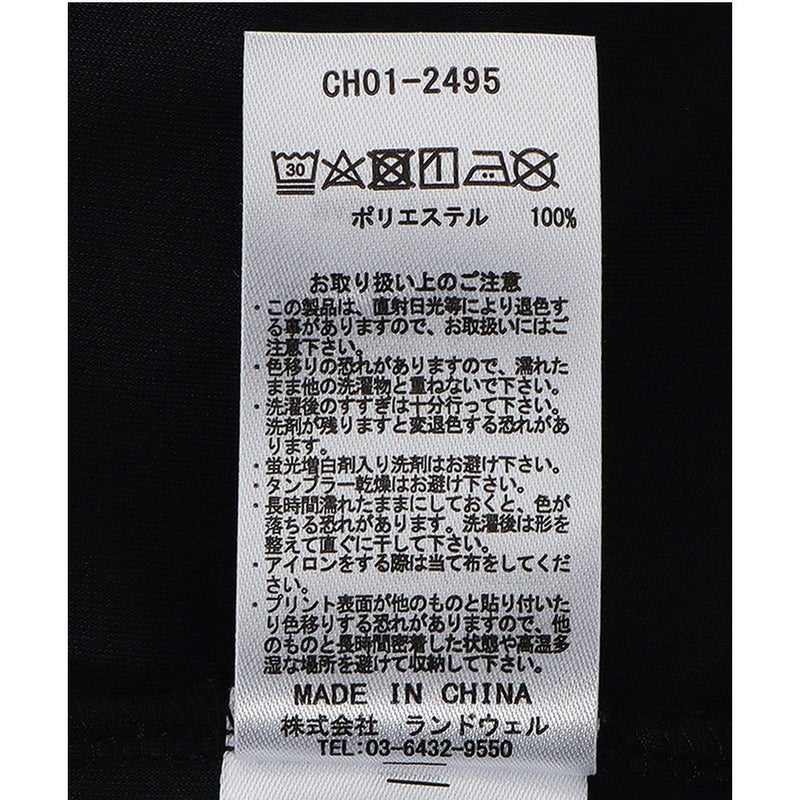 CH01-2495
30
ポリエステル 100%
お取り扱い上のご注意
・この製品は、直射日光等により退色す
る事がありますので、お取扱いにはご
注意下さい。
・色移りの恐れがありますので、濡れた
まま他の洗濯物と重ねないで下さい。
・洗濯後のすすぎは十分行って下さい。
洗剤が残りますと変退色する恐れがあ
ります。
・蛍光増白剤入り洗剤はお避け下さい。
・タンブラー乾燥はお避け下さい。
・長時間濡れたままにしておくと、色が
落ちる恐れがあります。洗濯後は形を
整えて直ぐに干して下さい。
・アイロンをする際は当て布をしてくだ
さい。
・プリント表面が他のものと貼り付いた
り色移りする恐れがありますので、他
のものと長時間密着した状態や高温多
湿な場所を避けて収納して下さい。
MADE IN CHINA
株式会社 ランドウェル
TEL:03-6432-9550